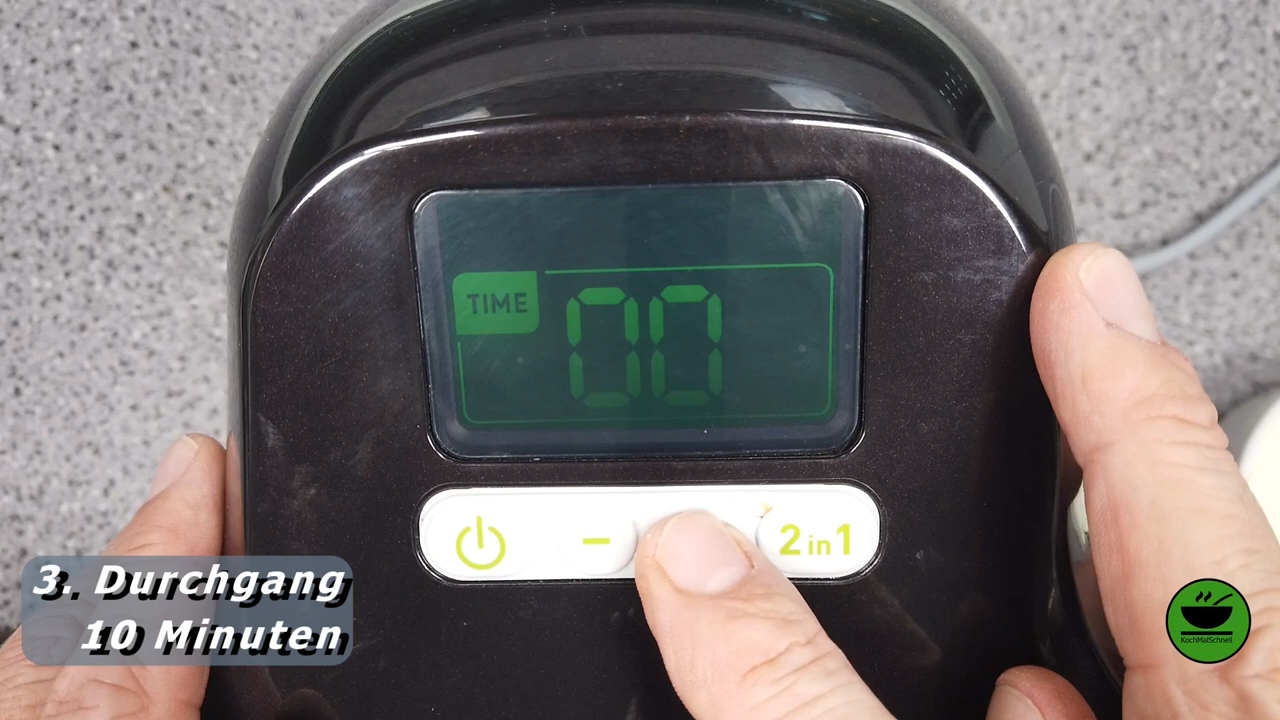 TIME
00
–
2in1
3. Durchgang
10 Minuten
KochMalSchnell